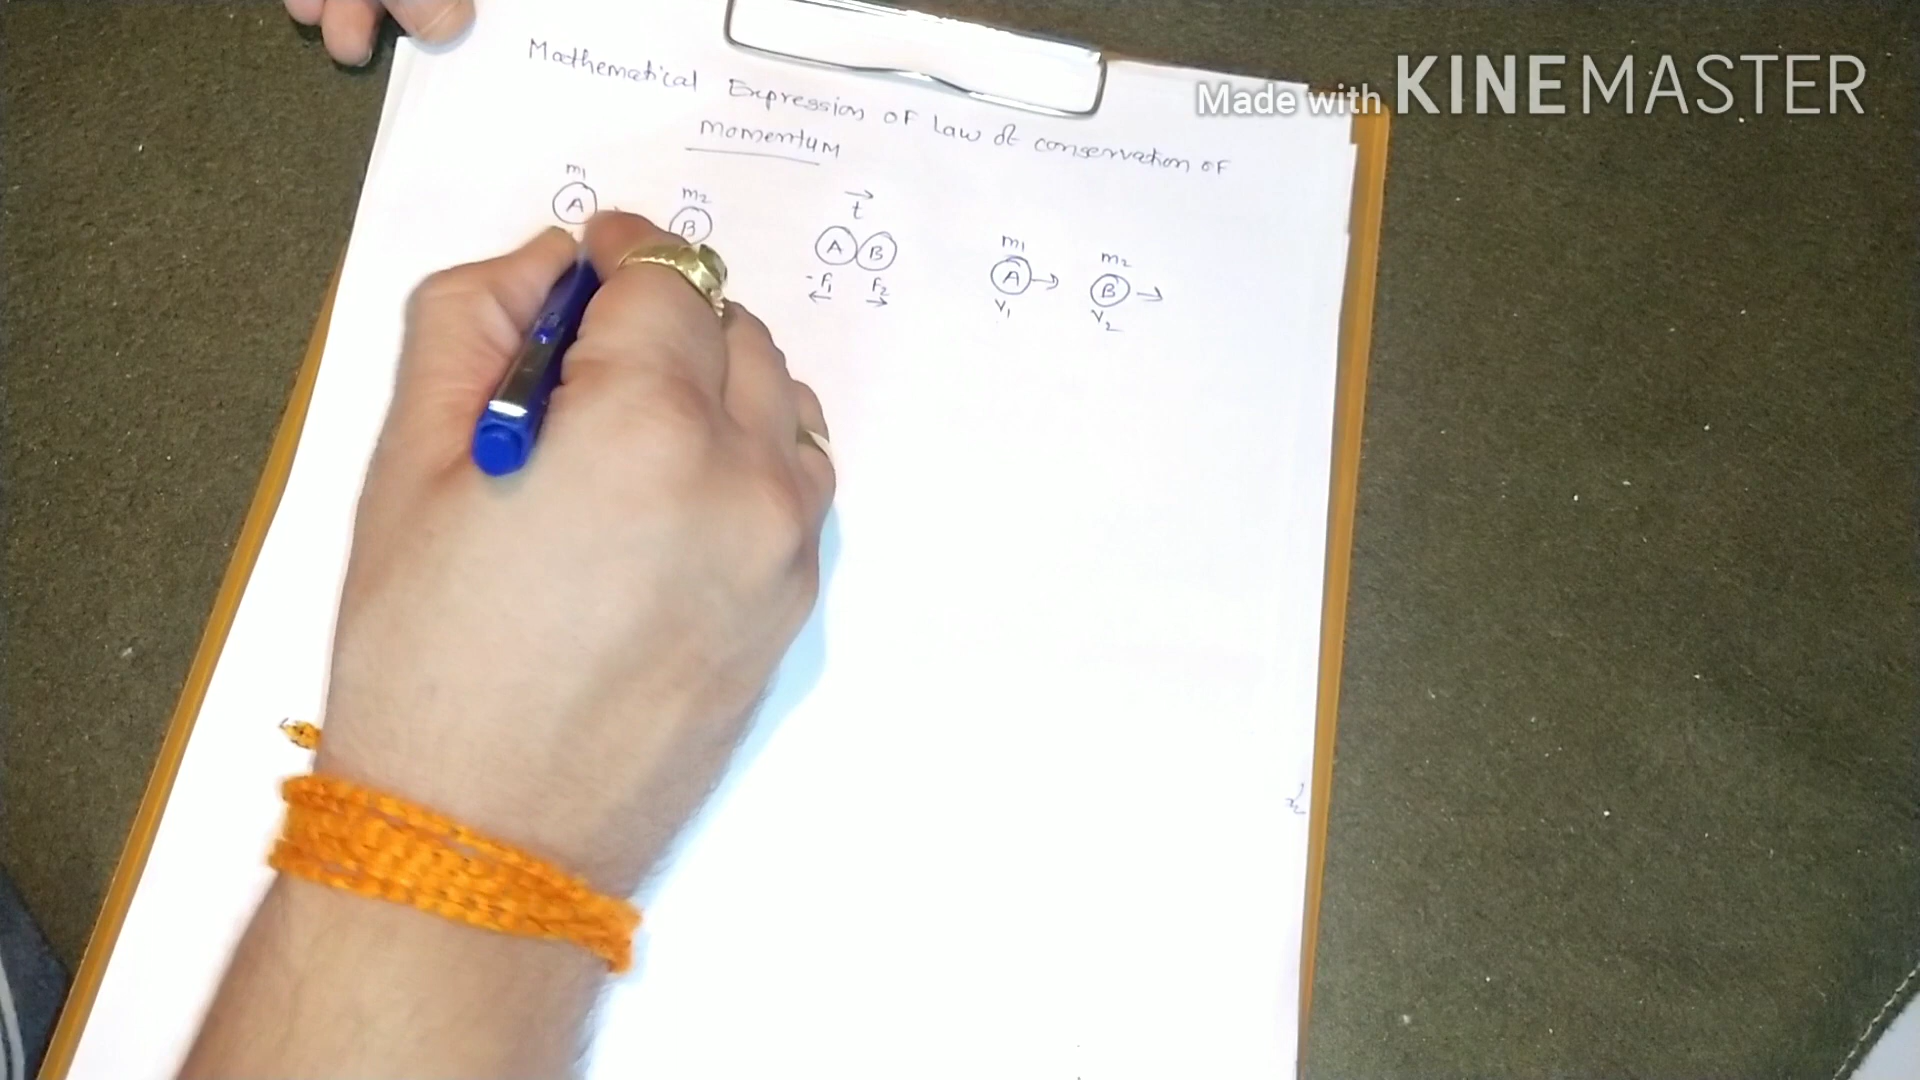 Made with KINEMASTER
Mathematical Expression OF Law of conservation OF
Momentum
m1
A
m2
B
t
A B
-F1 F2
m1
A
V1
m2
B
V2